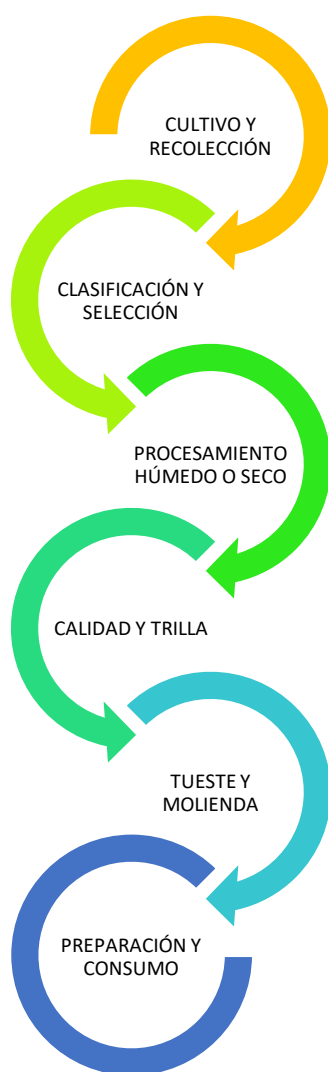 CULTIVO Y
RECOLECCIÓN
CLASIFICACIÓN Y
SELECCIÓN
PROCESAMIENTO
HÚMEDO O SECO
CALIDAD Y TRILLA
TUESTE Y
MOLIENDA
PREPARACIÓN Y
CONSUMO